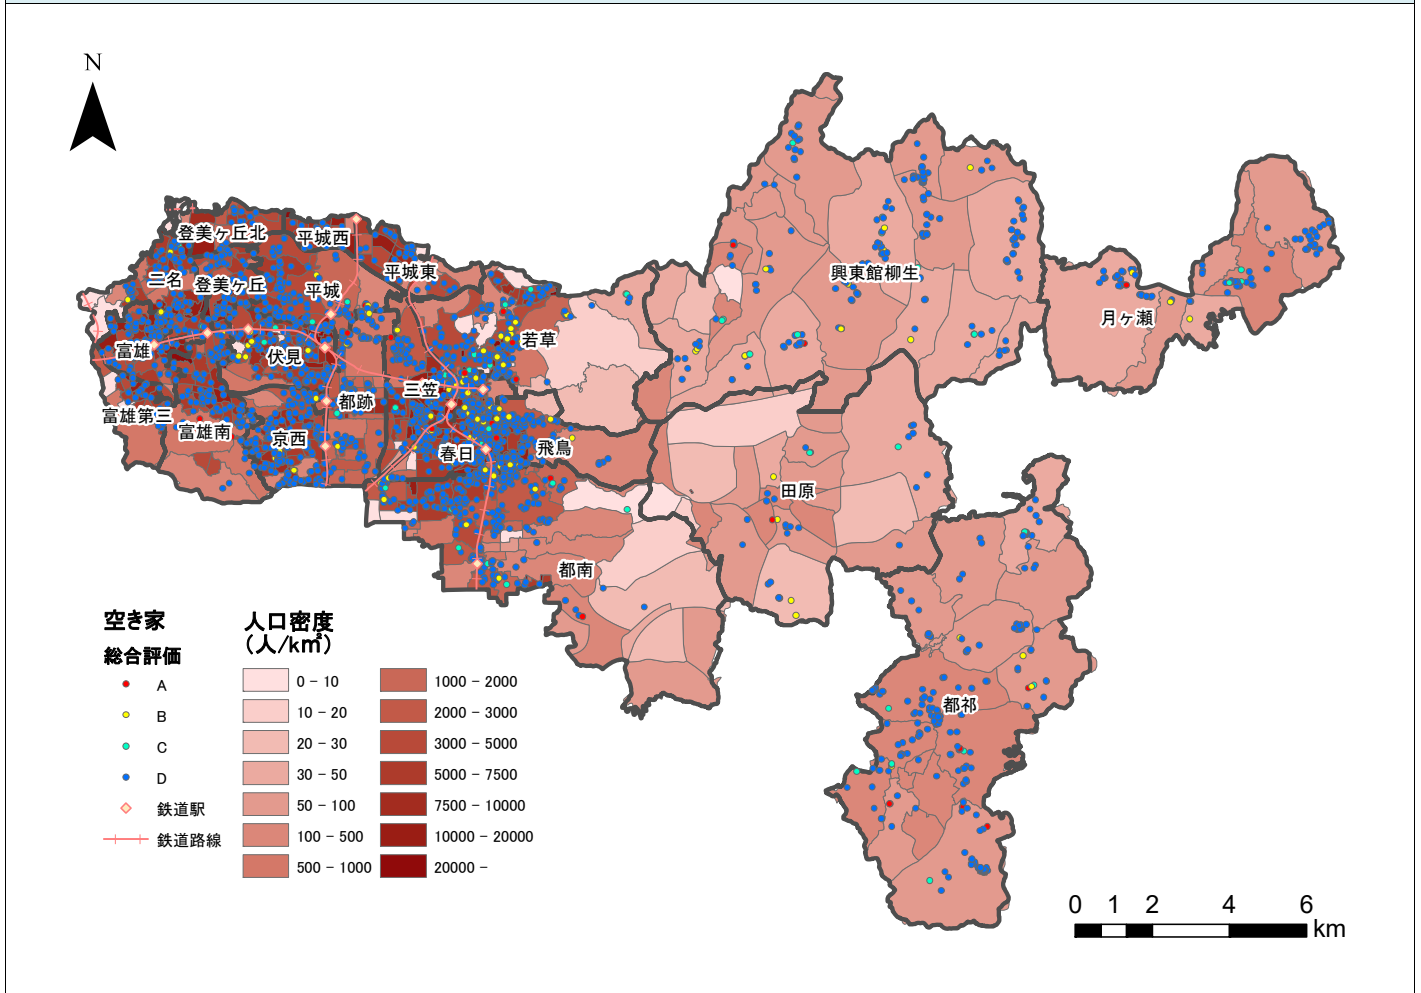 N
登美ヶ丘北
平城西
平城東
二名
登美ヶ丘
平城
興東館柳生
月ヶ瀬
富雄
伏見
若草
三笠
都跡
富雄第三
富雄南
京西
春日
飛鳥
田原
都南
都祁
空き家
総合評価
A
B
C
D
鉄道駅
鉄道路線
人口密度
(人/k㎡)
0 - 10
10 - 20
20 - 30
30 - 50
50 - 100
100 - 500
500 - 1000
1000 - 2000
2000 - 3000
3000 - 5000
5000 - 7500
7500 - 10000
10000 - 20000
20000 -
0 1 2 4 6
km